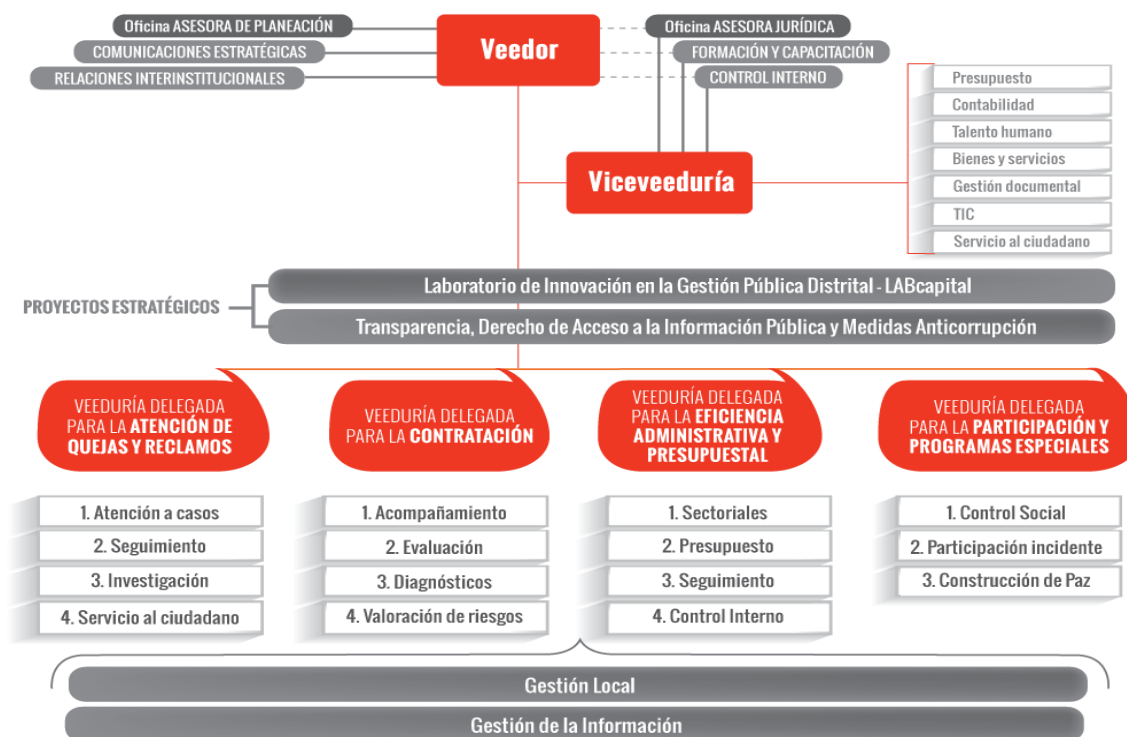 Oficina ASESORA DE PLANEACIÓN
COMUNICACIONES ESTRATÉGICAS
RELACIONES INTERINSTITUCIONALES
Veedor
Oficina ASESORA JURÍDICA
FORMACIÓN Y CAPACITACIÓN
CONTROL INTERNO
Viceveeduría
Presupuesto
Contabilidad
Talento humano
Bienes y servicios
Gestión documental
TIC
Servicio al ciudadano
PROYECTOS ESTRATÉGICOS
Laboratorio de Innovación en la Gestión Pública Distrital - LABcapital
Transparencia, Derecho de Acceso a la Información Pública y Medidas Anticorrupción
VEEDURÍA DELEGADA
PARA LA ATENCIÓN DE
QUEJAS Y RECLAMOS
1. Atención a casos
2. Seguimiento
3. Investigación
4. Servicio al ciudadano
VEEDURÍA DELEGADA
PARA LA CONTRATACIÓN
1. Acompañamiento
2. Evaluación
3. Diagnósticos
4. Valoración de riesgos
VEEDURÍA DELEGADA
PARA LA EFICIENCIA
ADMINISTRATIVA Y
PRESUPUESTAL
1. Sectoriales
2. Presupuesto
3. Seguimiento
4. Control Interno
VEEDURÍA DELEGADA
PARA LA PARTICIPACIÓN Y
PROGRAMAS ESPECIALES
1. Control Social
2. Participación incidente
3. Construcción de Paz
Gestión Local
Gestión de la Información